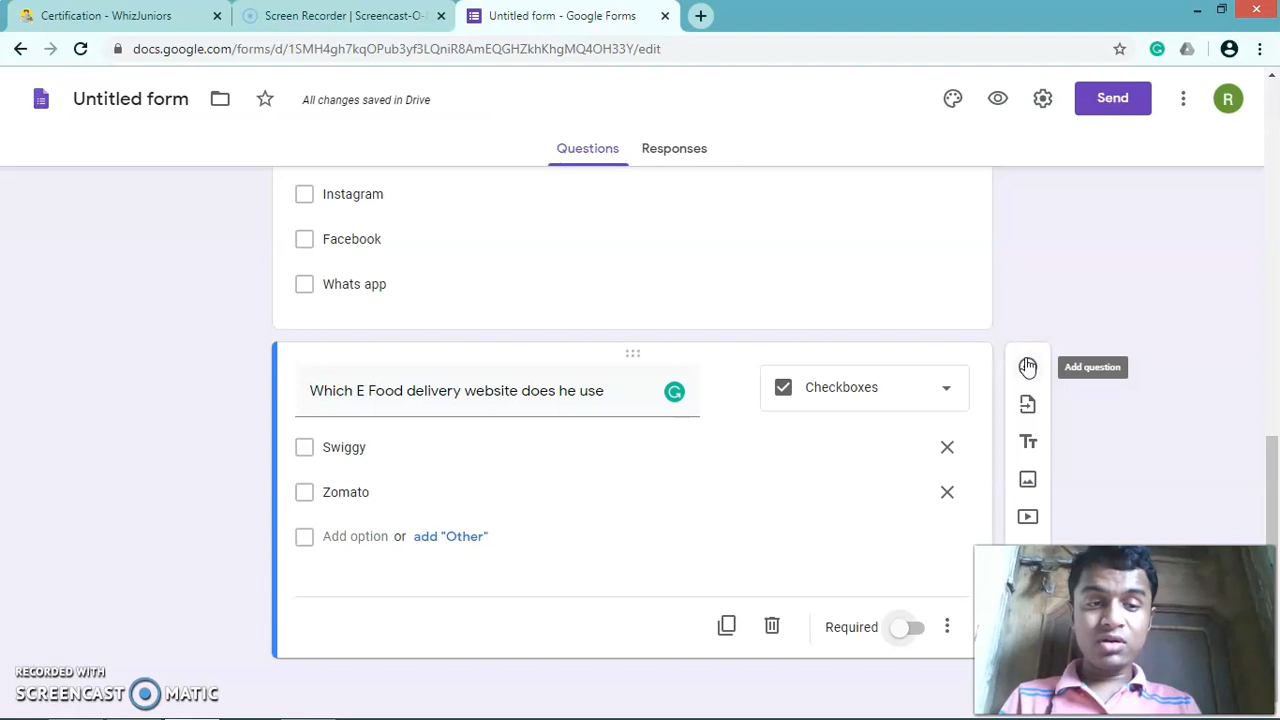 Certification - WhizJuniors
Screen Recorder | Screencast-O-
Untitled form - Google Forms
docs.google.com/forms/d/1SMH4gh7kqOPub3yf3LQniR8AmEQGHZkhKhgMQ4OH33Y/edit
Untitled form
All changes saved in Drive
Send
R
Questions
Responses
Instagram
Facebook
Whats app
Which E Food delivery website does he use
Checkboxes
Add question
Swiggy
Zomato
Add option or add "Other"
Required
RECORDED WITH
SCREENCAST MATIC